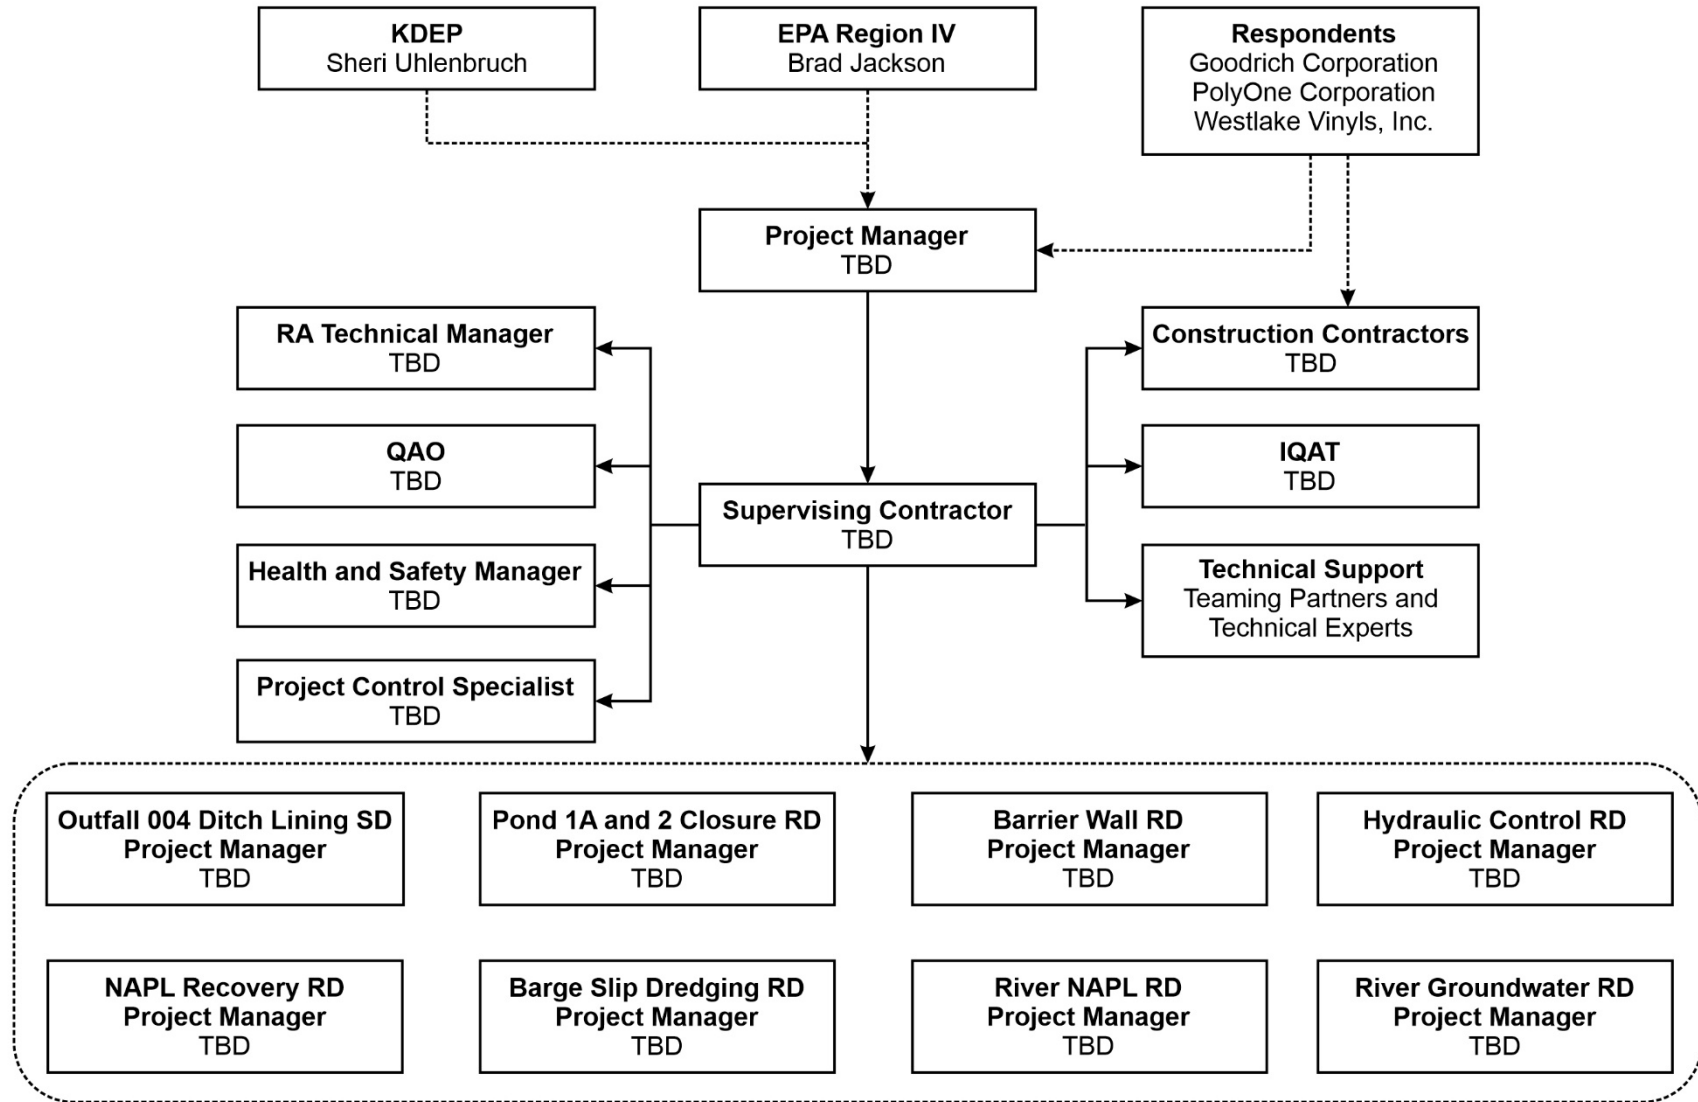 KDEP
Sheri Uhlenbruch
EPA Region IV
Brad Jackson
Respondents
Goodrich Corporation
PolyOne Corporation
Westlake Vinyls, Inc.
Project Manager
TBD
RA Technical Manager
TBD
Construction Contractors
TBD
QAO
TBD
IQAT
TBD
Supervising Contractor
TBD
Health and Safety Manager
TBD
Technical Support
Teaming Partners and
Technical Experts
Project Control Specialist
TBD
Outfall 004 Ditch Lining SD
Project Manager
TBD
Pond 1A and 2 Closure RD
Project Manager
TBD
Barrier Wall RD
Project Manager
TBD
Hydraulic Control RD
Project Manager
TBD
NAPL Recovery RD
Project Manager
TBD
Barge Slip Dredging RD
Project Manager
TBD
River NAPL RD
Project Manager
TBD
River Groundwater RD
Project Manager
TBD